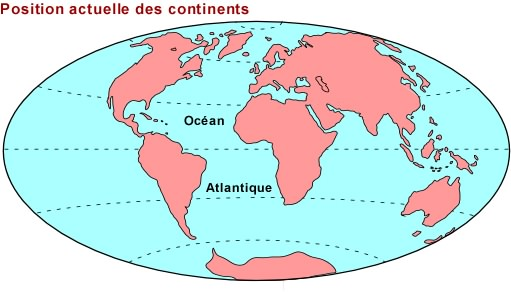 Position actuelle des continents
Océan
Atlantique